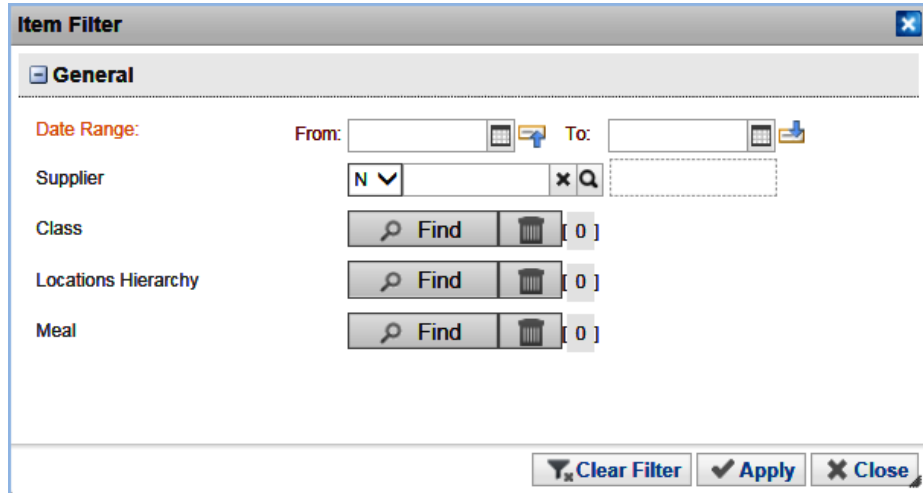 Item Filter
General
Date Range: From: To:
Supplier N
Class Find [ 0 ]
Locations Hierarchy Find [ 0 ]
Meal Find [ 0 ]
Clear Filter Apply Close